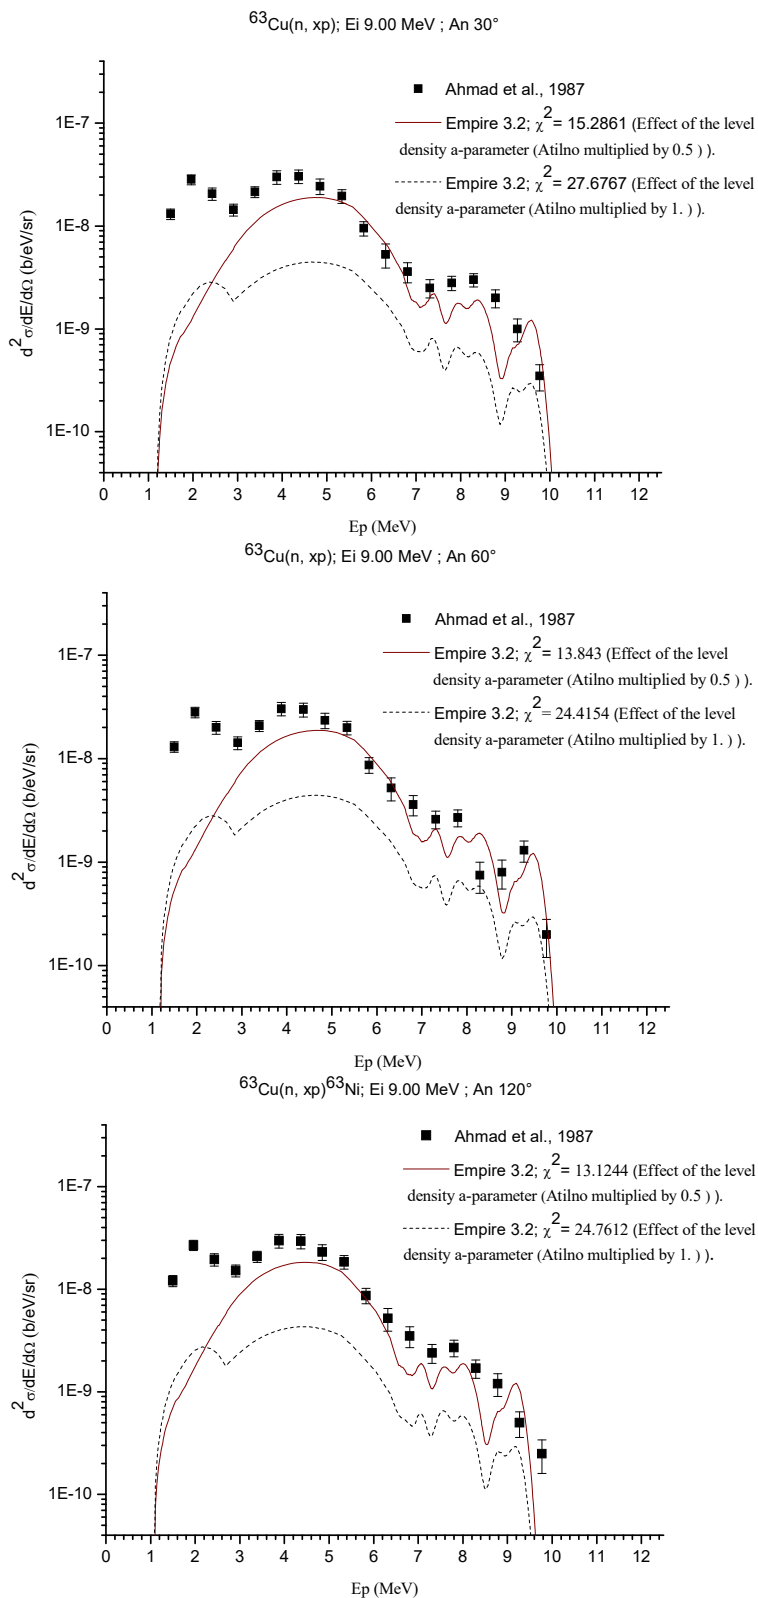 63Cu(n, xp); Ei 9.00 MeV ; An 30°
Ahmad et al., 1987
Empire 3.2; χ2= 15.2861 (Effect of the level
density a-parameter (Atilno multiplied by 0.5 ) ).
Empire 3.2; χ2= 27.6767 (Effect of the level
density a-parameter (Atilno multiplied by 1. ) ).
1E-7
1E-8
1E-9
1E-10
d2σ/dE/dΩ (b/eV/sr)
0 1 2 3 4 5 6 7 8 9 10 11 12
Ep (MeV)
63Cu(n, xp); Ei 9.00 MeV ; An 60°
Ahmad et al., 1987
Empire 3.2; χ2= 13.843 (Effect of the level
density a-parameter (Atilno multiplied by 0.5 ) ).
Empire 3.2; χ2= 24.4154 (Effect of the level
density a-parameter (Atilno multiplied by 1. ) ).
1E-7
1E-8
1E-9
1E-10
d2σ/dE/dΩ (b/eV/sr)
0 1 2 3 4 5 6 7 8 9 10 11 12
Ep (MeV)
63Cu(n, xp)63Ni; Ei 9.00 MeV ; An 120°
Ahmad et al., 1987
Empire 3.2; χ2= 13.1244 (Effect of the level
density a-parameter (Atilno multiplied by 0.5 ) ).
Empire 3.2; χ2= 24.7612 (Effect of the level
density a-parameter (Atilno multiplied by 1. ) ).
1E-7
1E-8
1E-9
1E-10
d2σ/dE/dΩ (b/eV/sr)
0 1 2 3 4 5 6 7 8 9 10 11 12
Ep (MeV)